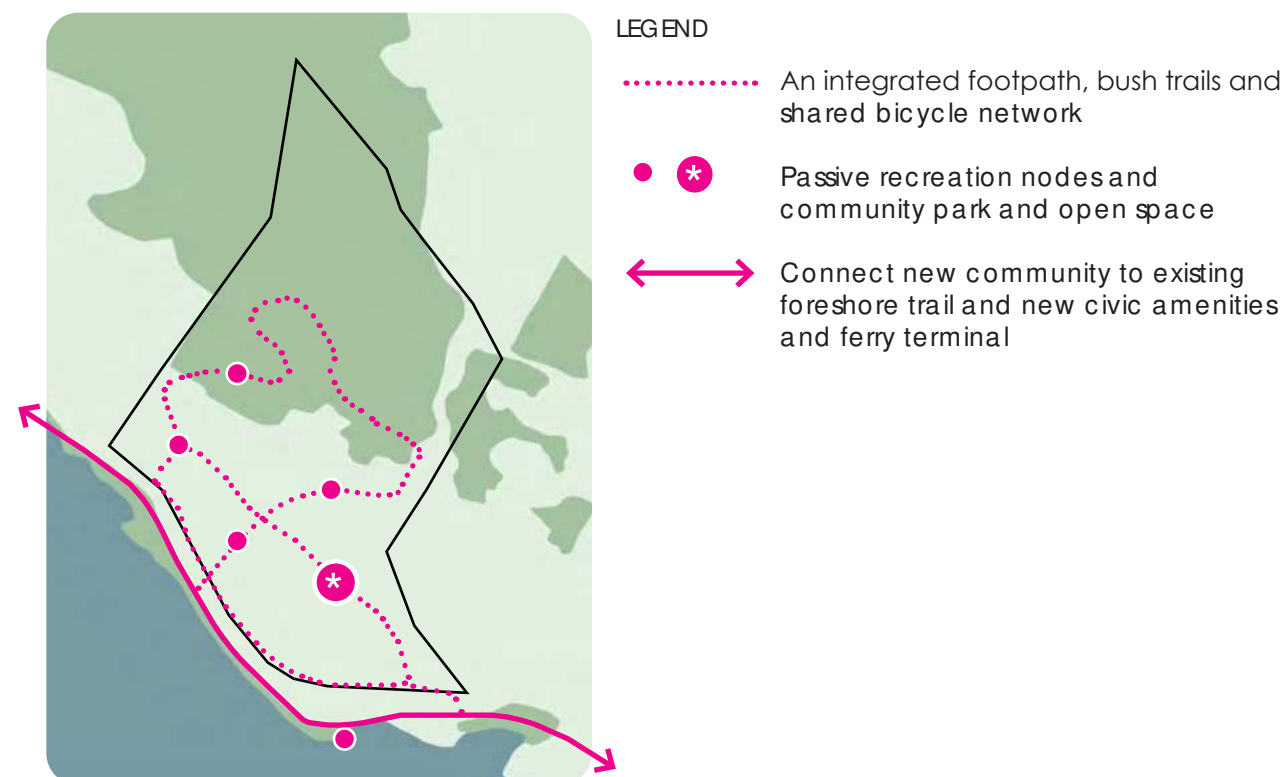 LEGEND
An integrated footpath, bush trails and
shared bicycle network
Passive recreation nodes and
community park and open space
Connect new community to existing
foreshore trail and new civic amenities
and ferry terminal